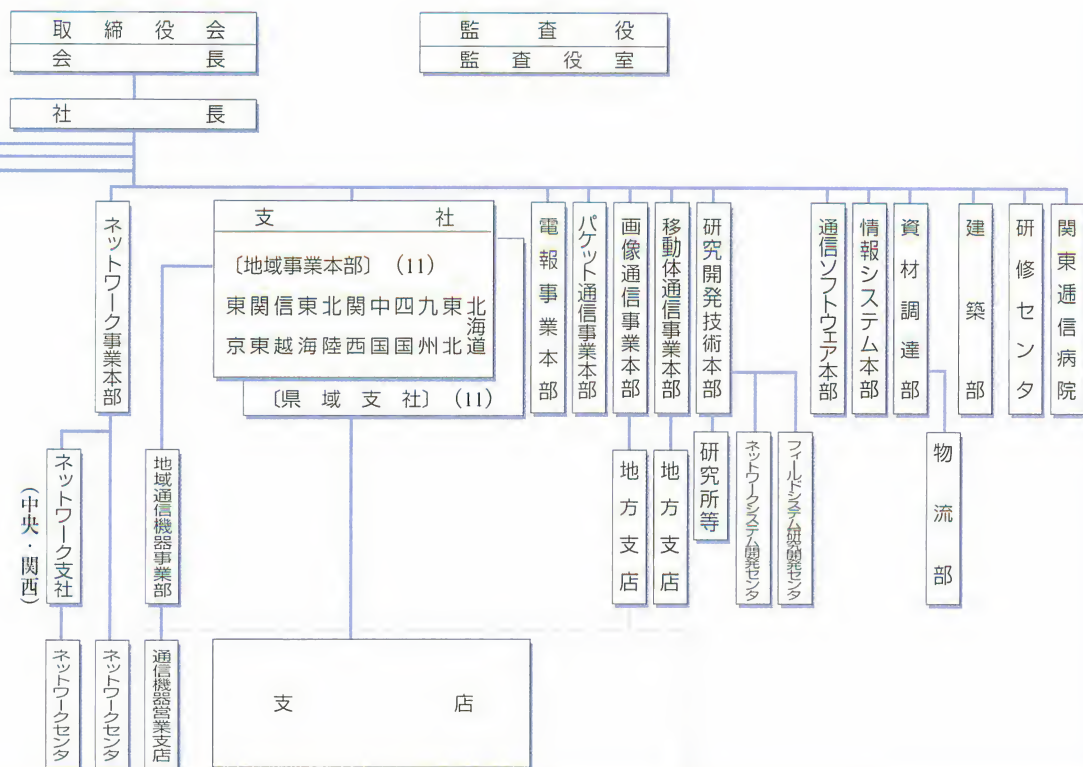 取締役会
会長
監査役
監査役室
社長
ネットワーク事業本部
支社
〔地域事業本部〕(11)
東京
関東
信越
東海
北陸
関西
中国
四国
九州
東北
北海道
〔県域支社〕(11)
電報事業本部
パケット通信事業本部
画像通信事業本部
移動体通信事業本部
研究開発技術本部
通信ソフトウェア本部
情報システム本部
資材調達部
建築部
研修センタ
関東逓信病院
(中央・関西)
ネットワーク支社
地域通信機器事業部
地方支店
地方支店
研究所等
ネットワークシステム開発センタ
フィールドシステム研究開発センタ
物流部
ネットワークセンタ
ネットワークセンタ
通信機器営業支店
支店